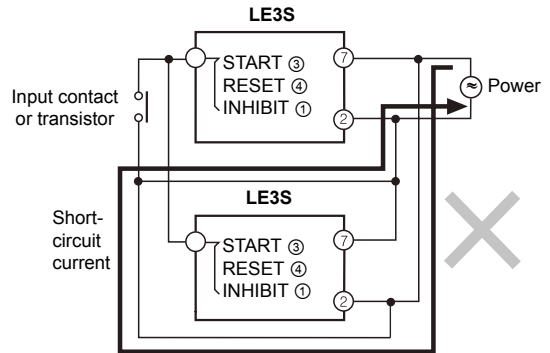 LE3S
START ③
RESET ④
INHIBIT ①
7
2
Power
Input contact
or transistor
LE3S
START ③
RESET ④
INHIBIT ①
7
2
Short-
circuit
current